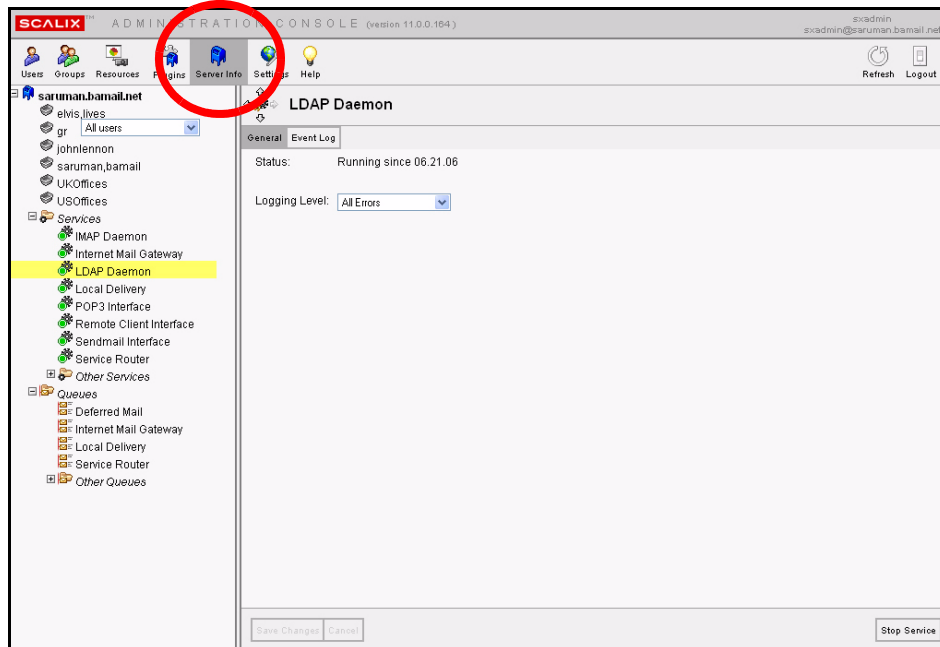 SCALIX™ ADMINISTRATION CONSOLE (version 11.0.0.164)
sxadmin
sxadmin@saruman.bamail.net
Users Groups Resources Plugins Server Info Settings Help
Refresh Logout
saruman.bamail.net
elvis,lives
gr All users
johnlennon
saruman,bamail
UKOffices
USOffices
Services
IMAP Daemon
Internet Mail Gateway
LDAP Daemon
Local Delivery
POP3 Interface
Remote Client Interface
Sendmail Interface
Service Router
Other Services
Queues
Deferred Mail
Internet Mail Gateway
Local Delivery
Service Router
Other Queues
LDAP Daemon
General Event Log
Status: Running since 06.21.06
Logging Level: All Errors
Save Changes Cancel
Stop Service